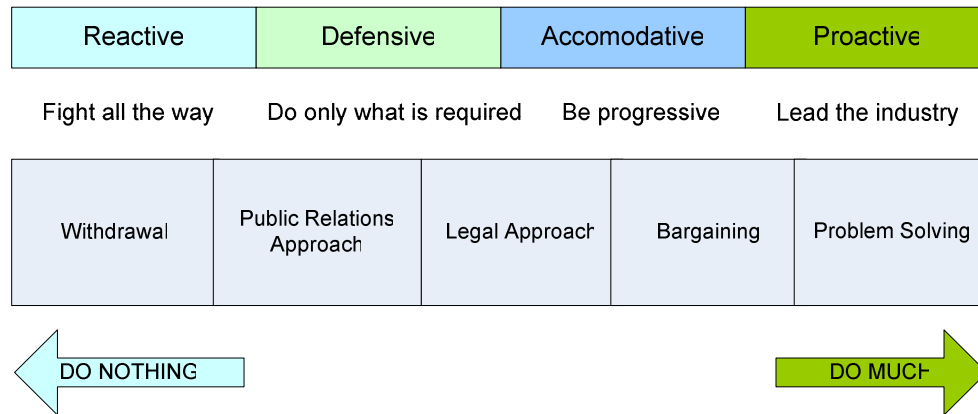 Reactive Defensive Accomodative Proactive
Fight all the way Do only what is required Be progressive Lead the industry
Withdrawal
Public Relations
Approach
Legal Approach
Bargaining
Problem Solving
DO NOTHING DO MUCH